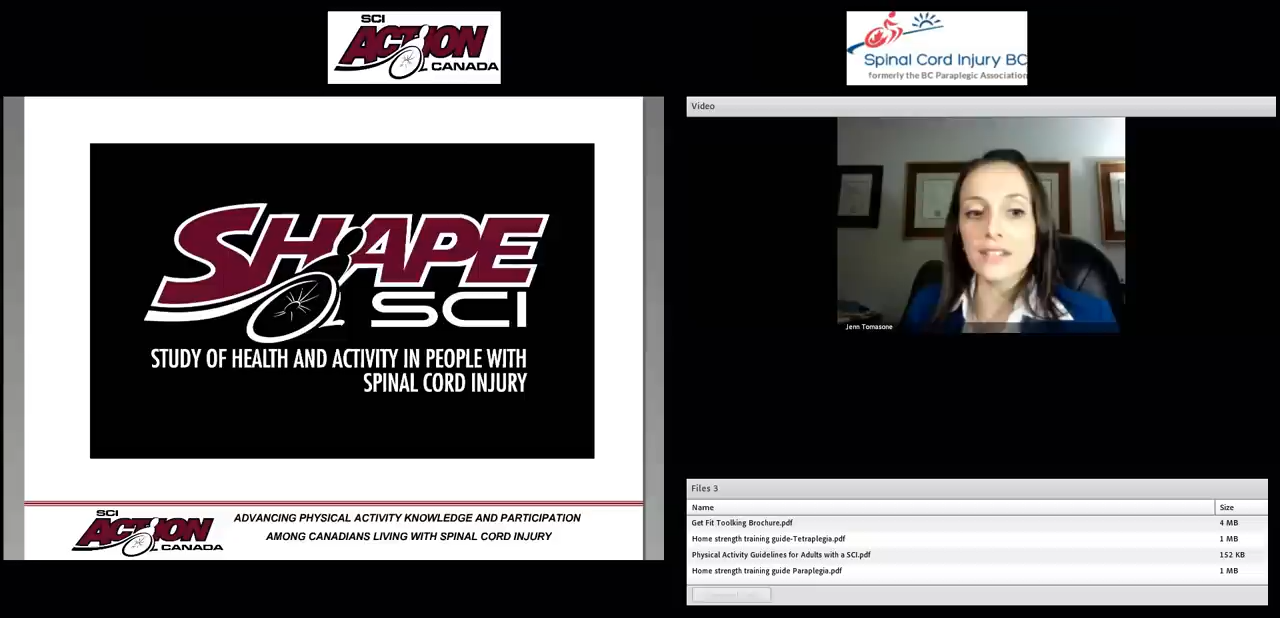 SCI
ACTION
CANADA
Spinal Cord Injury BC
formerly the BC Paraplegic Association
SHAPE
SCI
STUDY OF HEALTH AND ACTIVITY IN PEOPLE WITH
SPINAL CORD INJURY
SCI
ACTION
CANADA
ADVANCING PHYSICAL ACTIVITY KNOWLEDGE AND PARTICIPATION
AMONG CANADIANS LIVING WITH SPINAL CORD INJURY
Video
Jenn Tomasone
Files 3
Name Size
Get Fit Toolking Brochure.pdf 4 MB
Home strength training guide-Tetraplegia.pdf 1 MB
Physical Activity Guidelines for Adults with a SCI.pdf 152 KB
Home strength training guide Paraplegia.pdf 1 MB